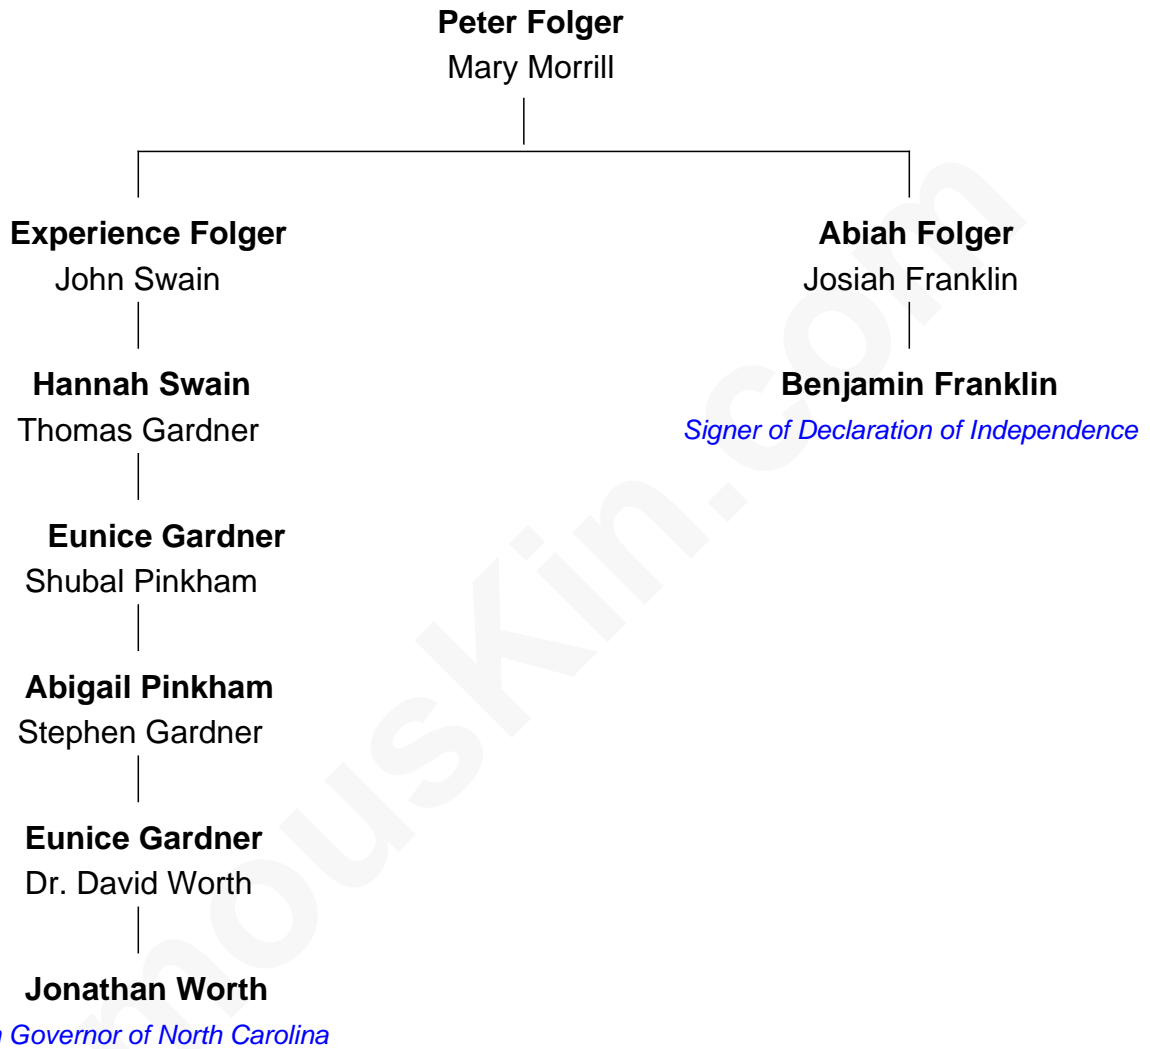 Peter Folger
Mary Morrill
Experience Folger
John Swain
Abiah Folger
Josiah Franklin
Hannah Swain
Thomas Gardner
Benjamin Franklin
Signer of Declaration of Independence
Eunice Gardner
Shubal Pinkham
Abigail Pinkham
Stephen Gardner
Eunice Gardner
Dr. David Worth
Jonathan Worth
Governor of North Carolina
mousKin.com